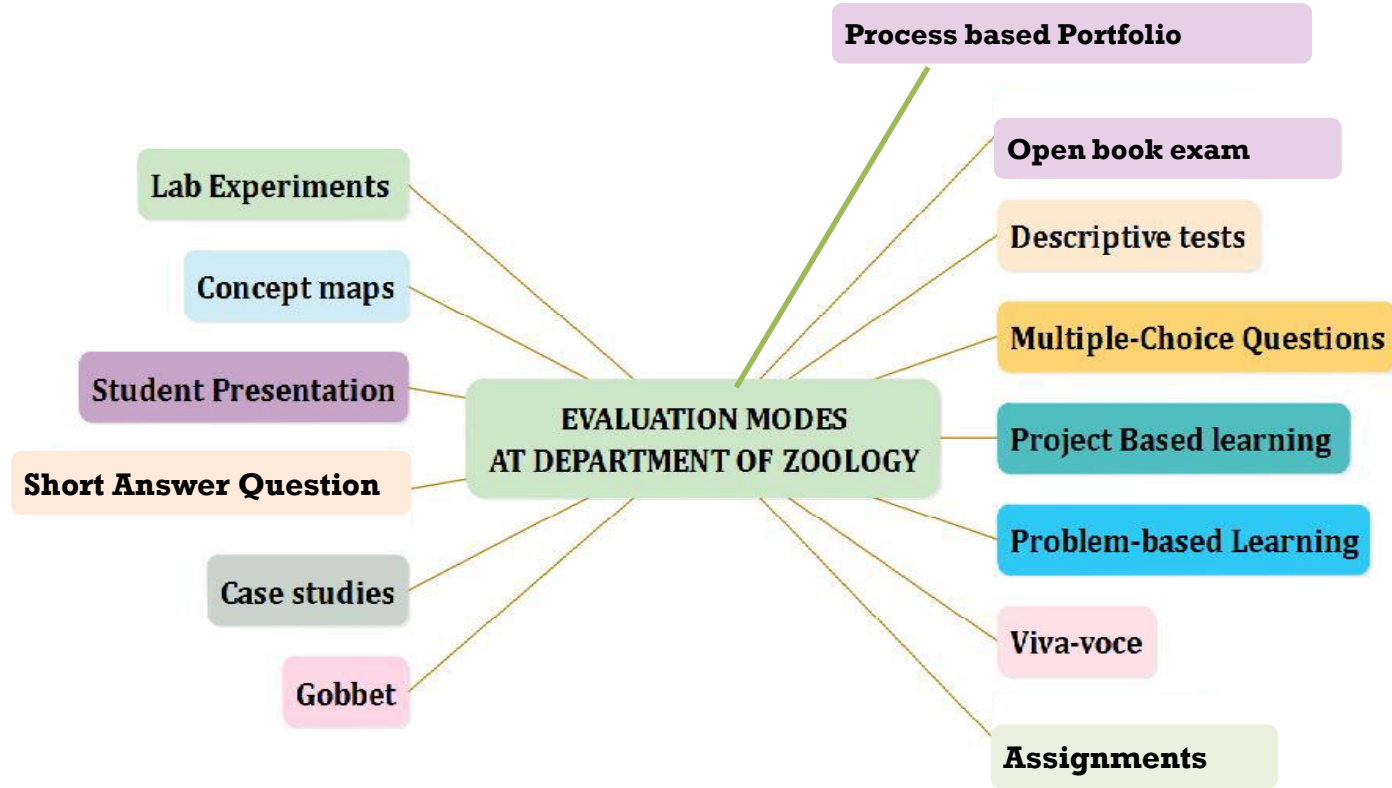 Process based Portfolio
Open book exam
Lab Experiments
Descriptive tests
Concept maps
Multiple-Choice Questions
Student Presentation
EVALUATION MODES
AT DEPARTMENT OF ZOOLOGY
Project Based learning
Short Answer Question
Problem-based Learning
Case studies
Viva-voce
Gobbet
Assignments